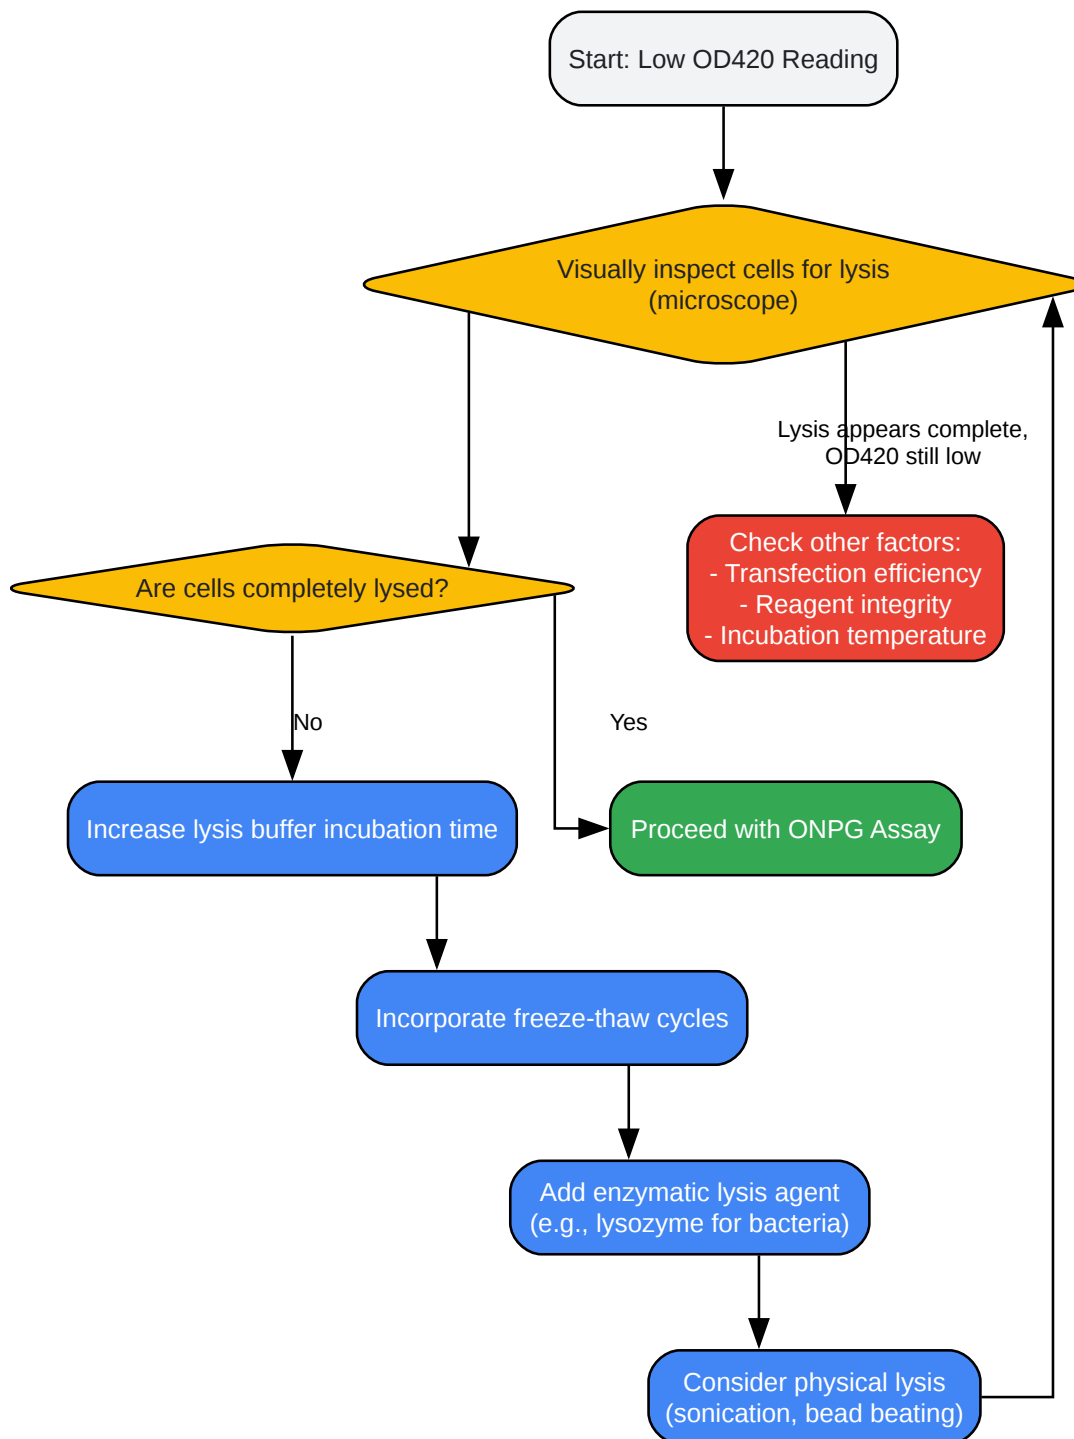 Start: Low OD420 Reading
Visually inspect cells for lysis
(microscope)
Lysis appears complete,
OD420 still low
Check other factors:
- Transfection efficiency
- Reagent integrity
- Incubation temperature
Are cells completely lysed?
No
Yes
Increase lysis buffer incubation time
Proceed with ONPG Assay
Incorporate freeze-thaw cycles
Add enzymatic lysis agent
(e.g., lysozyme for bacteria)
Consider physical lysis
(sonication, bead beating)